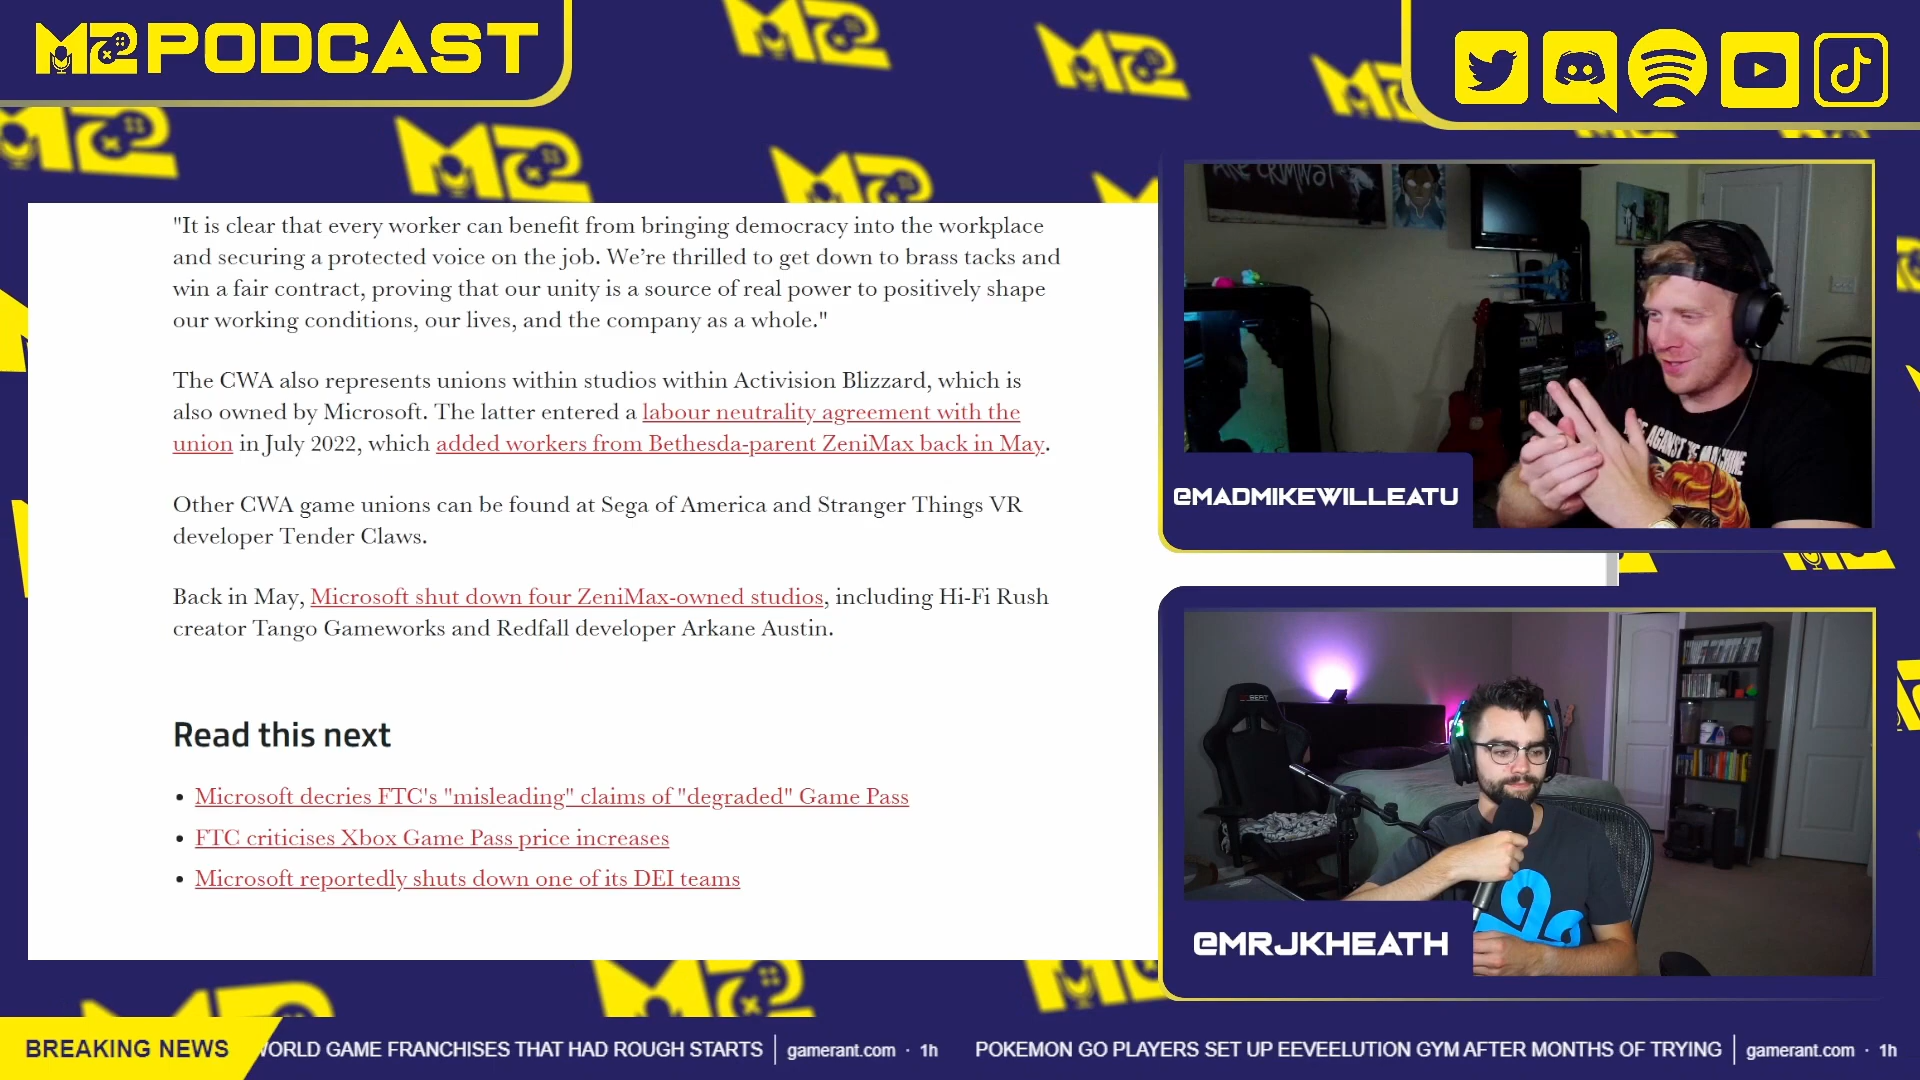 M2 PODCAST
"It is clear that every worker can benefit from bringing democracy into the workplace
and securing a protected voice on the job. We’re thrilled to get down to brass tacks and
win a fair contract, proving that our unity is a source of real power to positively shape
our working conditions, our lives, and the company as a whole."
The CWA also represents unions within studios within Activision Blizzard, which is
also owned by Microsoft. The latter entered a labour neutrality agreement with the
union in July 2022, which added workers from Bethesda-parent ZeniMax back in May.
Other CWA game unions can be found at Sega of America and Stranger Things VR
developer Tender Claws.
Back in May, Microsoft shut down four ZeniMax-owned studios, including Hi-Fi Rush
creator Tango Gameworks and Redfall developer Arkane Austin.
Read this next
• Microsoft decries FTC's "misleading" claims of "degraded" Game Pass
• FTC criticises Xbox Game Pass price increases
• Microsoft reportedly shuts down one of its DEI teams
ARE CRIMINAL
AGAINST THE MACHINE
@MADMIKEWILLEATU
@MRJKHEATH
BREAKING NEWS
WORLD GAME FRANCHISES THAT HAD ROUGH STARTS | gamerant.com · 1h POKEMON GO PLAYERS SET UP EEVEELUTION GYM AFTER MONTHS OF TRYING | gamerant.com · 1h